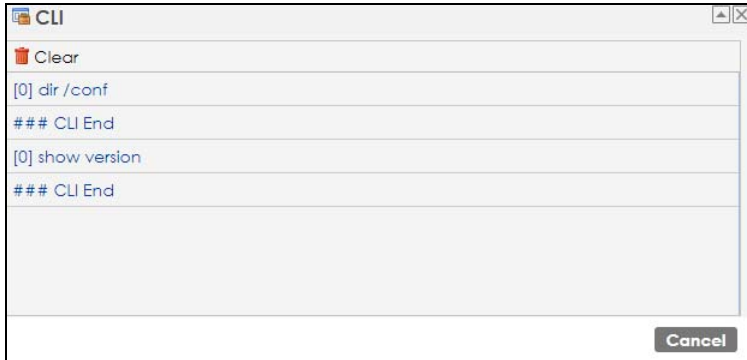 CLI
Clear
[0] dir /conf
### CLI End
[0] show version
### CLI End
Cancel